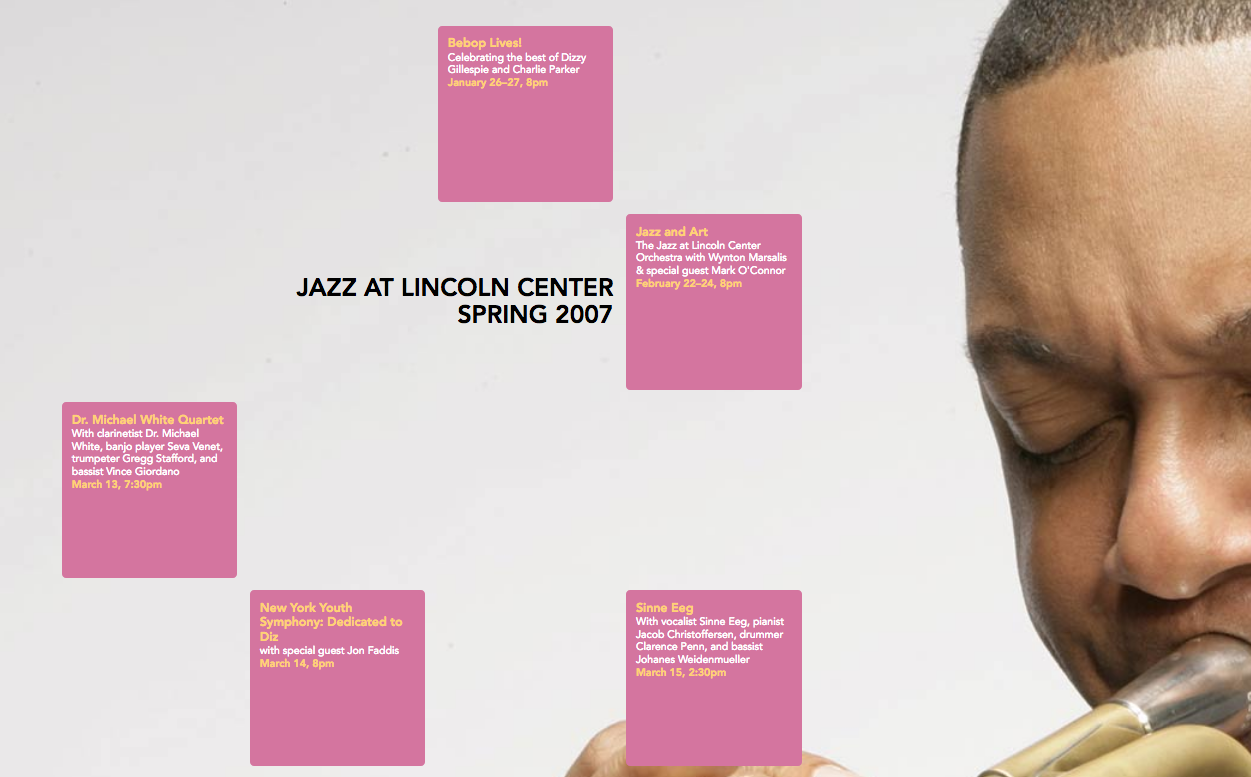 Bebop Lives!
Celebrating the best of Dizzy
Gillespie and Charlie Parker
January 26–27, 8pm
Jazz and Art
The Jazz at Lincoln Center
Orchestra with Wynton Marsalis
& special guest Mark O'Connor
February 22–24, 8pm
JAZZ AT LINCOLN CENTER
SPRING 2007
Dr. Michael White Quartet
With clarinetist Dr. Michael
White, banjo player Seva Venet,
trumpeter Gregg Stafford, and
bassist Vince Giordano
March 13, 7:30pm
New York Youth
Symphony: Dedicated to
Diz
with special guest Jon Faddis
March 14, 8pm
Sinne Eeg
With vocalist Sinne Eeg, pianist
Jacob Christoffersen, drummer
Clarence Penn, and bassist
Johanes Weidenmueller
March 15, 2:30pm